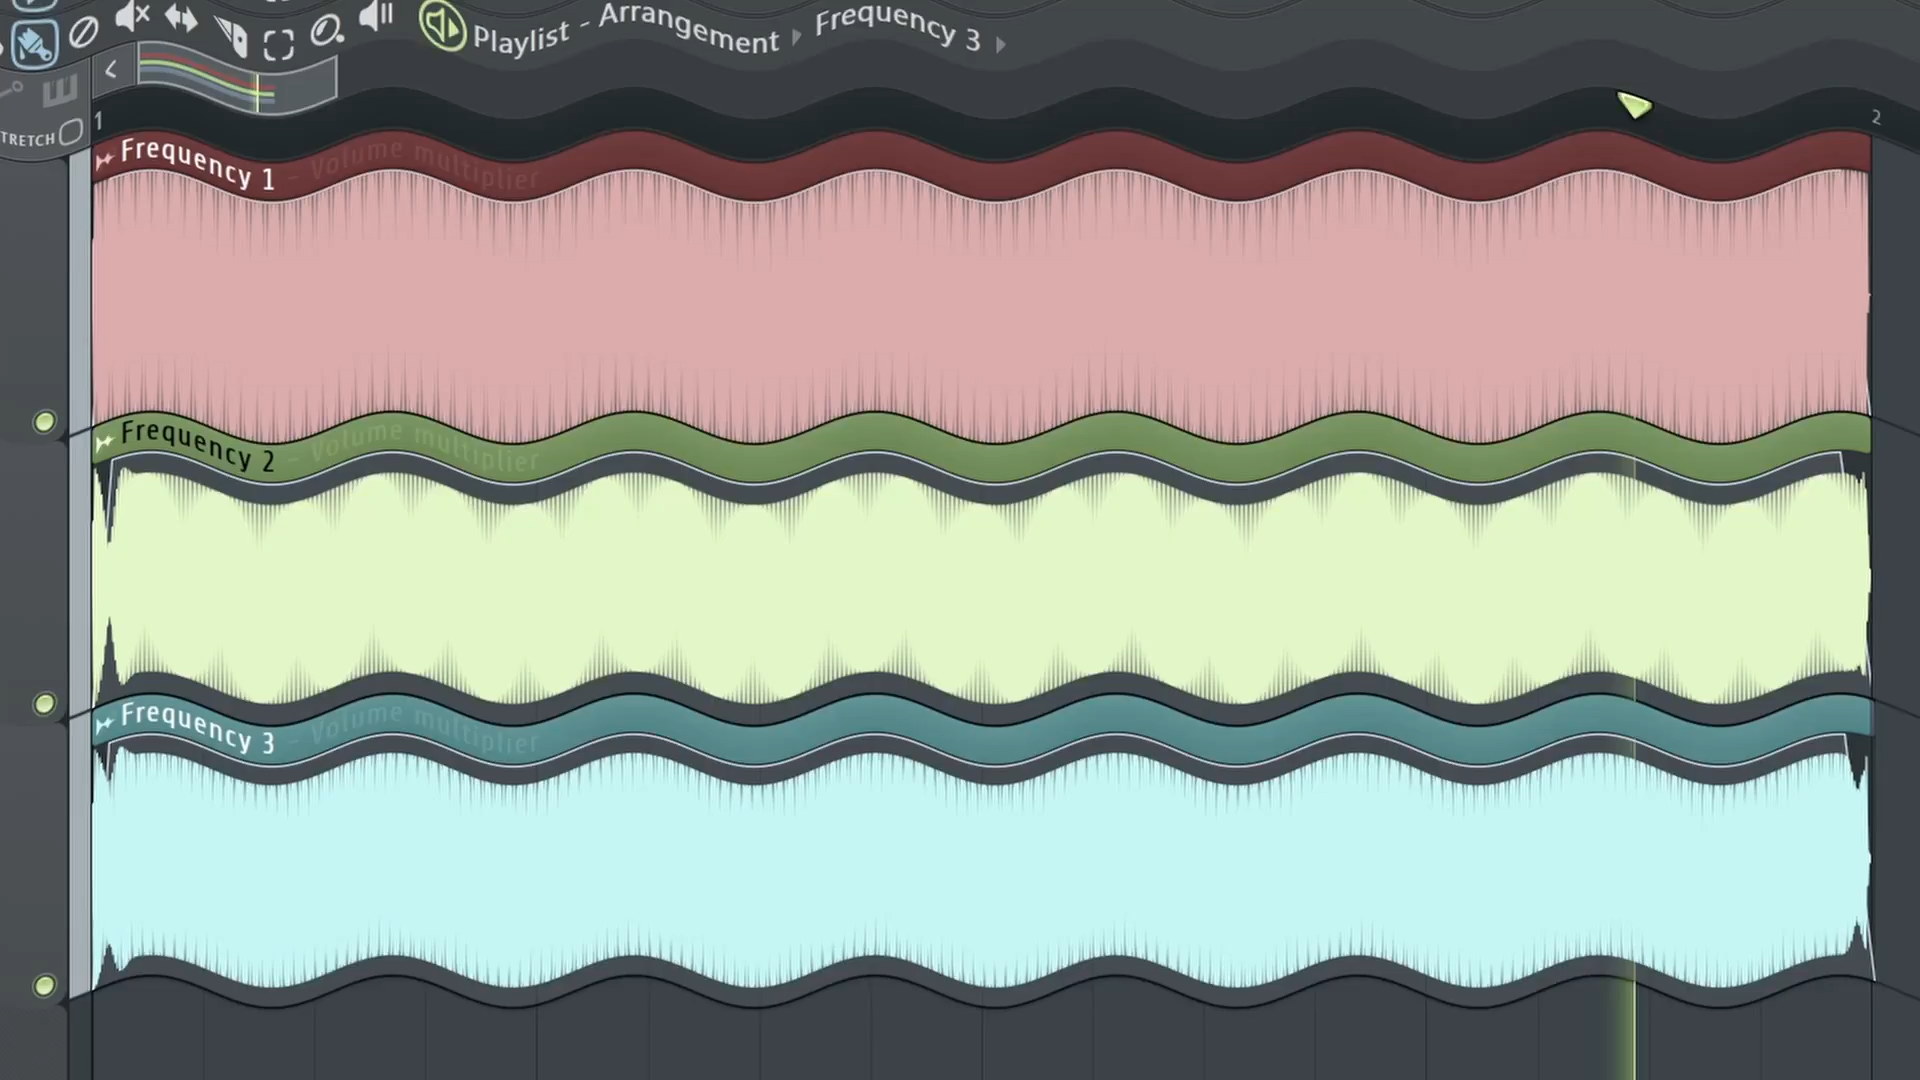 Playlist - Arrangement Frequency 3
TRETCH
1
2
Frequency 1 - Volume multiplier
Frequency 2 - Volume multiplier
Frequency 3 - Volume multiplier